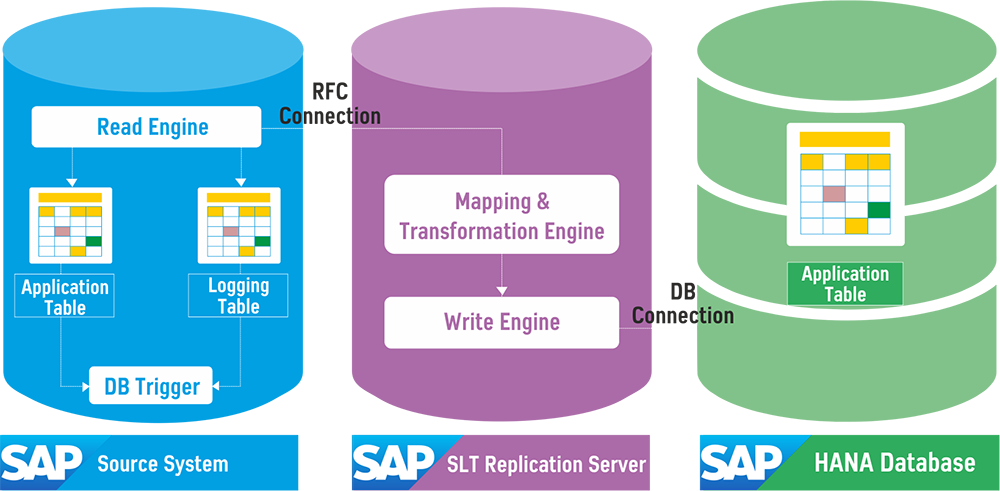 Read Engine
Application
Table
Logging
Table
DB Trigger
RFC
Connection
Mapping &
Transformation Engine
Write Engine
DB
Connection
Application
Table
SAP Source System
SAP SLT Replication Server
SAP HANA Database